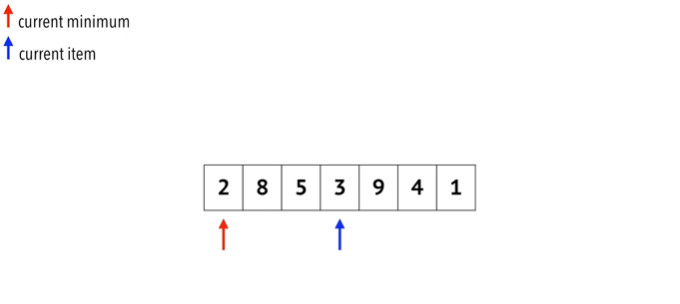 current minimum
current item
2 8 5 3 9 4 1